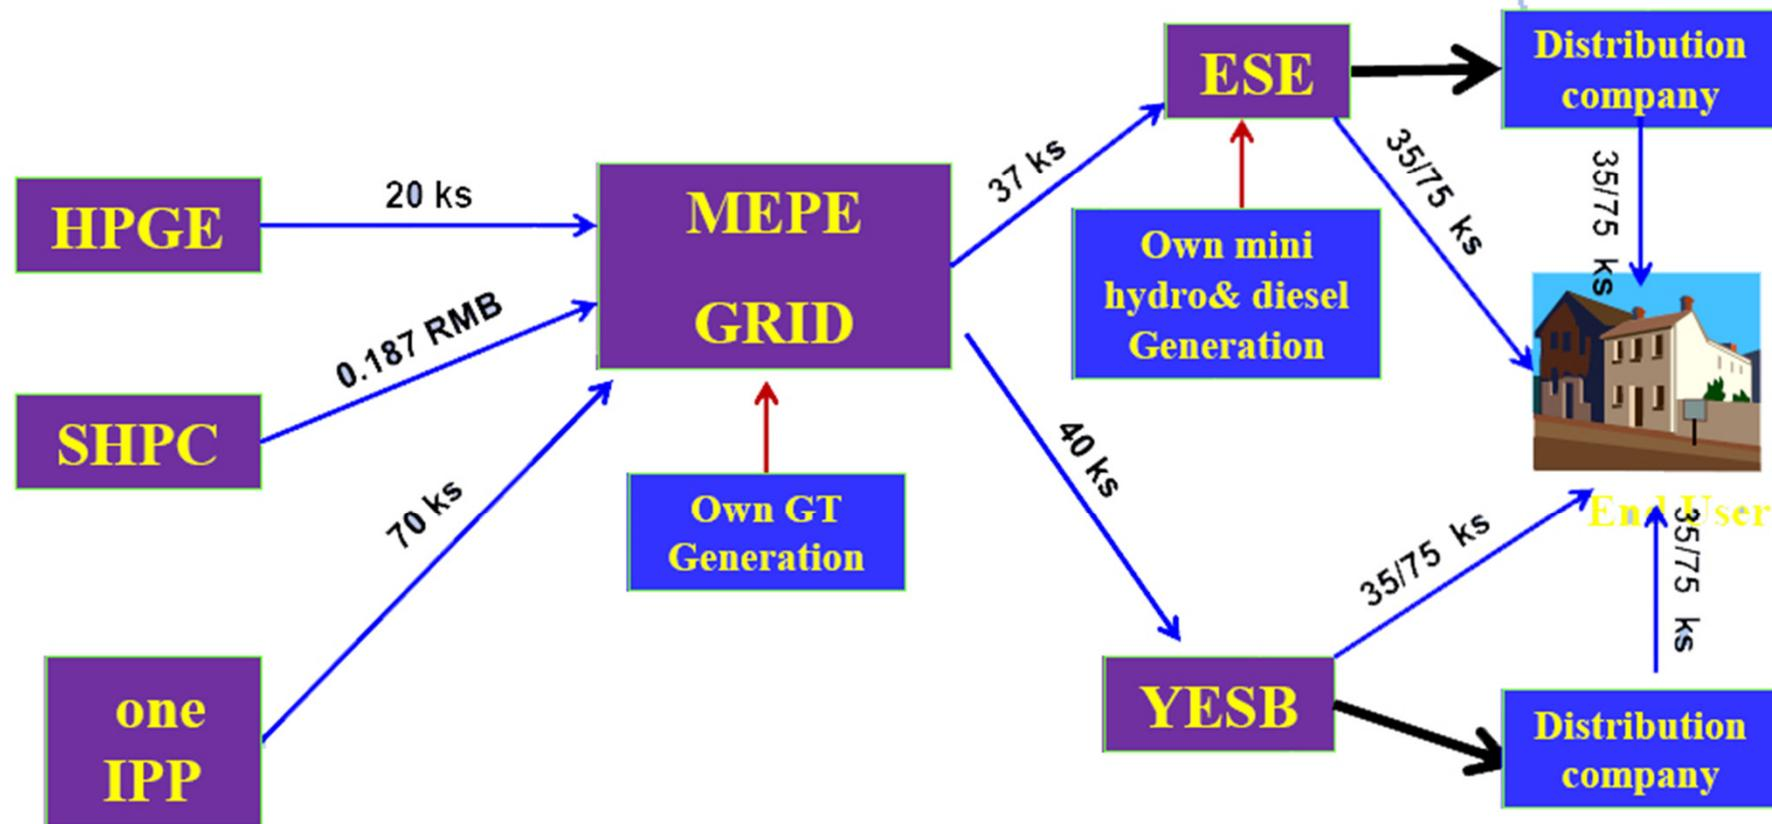 HPGE
20 ks
SHPC
0.187 RMB
one
IPP
70 ks
MEPE
GRID
Own GT
Generation
37 ks
40 ks
ESE
Own mini
hydro& diesel
Generation
35/75 ks
Distribution
company
35/75 ks
End User
YESB
35/75 ks
Distribution
company
35/75 ks